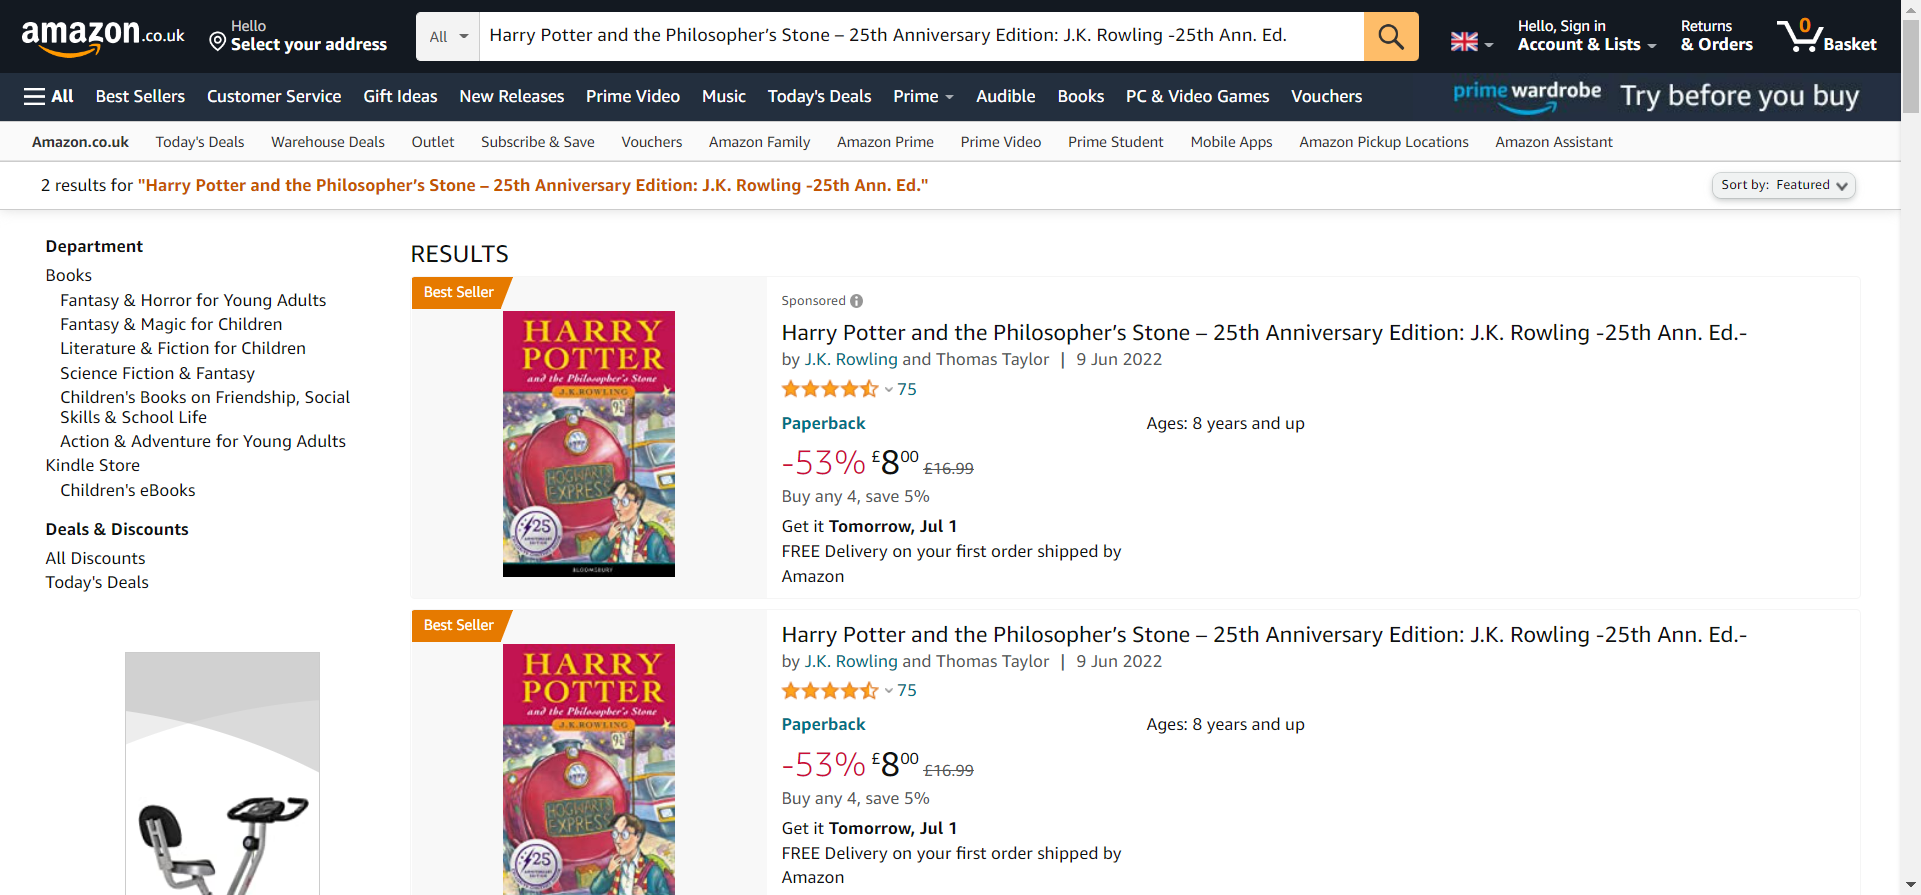 amazon.co.uk
Hello
Select your address
All
Harry Potter and the Philosopher’s Stone – 25th Anniversary Edition: J.K. Rowling -25th Ann. Ed.
Hello, Sign in
Account & Lists
Returns
& Orders
0
Basket
All
Best Sellers
Customer Service
Gift Ideas
New Releases
Prime Video
Music
Today's Deals
Prime
Audible
Books
PC & Video Games
Vouchers
prime wardrobe
Try before you buy
Amazon.co.uk
Today's Deals
Warehouse Deals
Outlet
Subscribe & Save
Vouchers
Amazon Family
Amazon Prime
Prime Video
Prime Student
Mobile Apps
Amazon Pickup Locations
Amazon Assistant
2 results for "Harry Potter and the Philosopher’s Stone – 25th Anniversary Edition: J.K. Rowling -25th Ann. Ed."
Sort by: Featured
Department
Books
Fantasy & Horror for Young Adults
Fantasy & Magic for Children
Literature & Fiction for Children
Science Fiction & Fantasy
Children's Books on Friendship, Social
Skills & School Life
Action & Adventure for Young Adults
Kindle Store
Children's eBooks
Deals & Discounts
All Discounts
Today's Deals
RESULTS
Best Seller
HARRY
POTTER
and the Philosopher's Stone
J.K.ROWLING
9¾
HOGWARTS
EXPRESS
25
ANNIVERSARY
EDITION
BLOOMSBURY
Sponsored
Harry Potter and the Philosopher’s Stone – 25th Anniversary Edition: J.K. Rowling -25th Ann. Ed.-
by J.K. Rowling and Thomas Taylor | 9 Jun 2022
75
Paperback
Ages: 8 years and up
-53% £8.00 £16.99
Buy any 4, save 5%
Get it Tomorrow, Jul 1
FREE Delivery on your first order shipped by
Amazon
Best Seller
HARRY
POTTER
and the Philosopher's Stone
J.K.ROWLING
9¾
HOGWARTS
EXPRESS
25
ANNIVERSARY
EDITION
Harry Potter and the Philosopher’s Stone – 25th Anniversary Edition: J.K. Rowling -25th Ann. Ed.-
by J.K. Rowling and Thomas Taylor | 9 Jun 2022
75
Paperback
Ages: 8 years and up
-53% £8.00 £16.99
Buy any 4, save 5%
Get it Tomorrow, Jul 1
FREE Delivery on your first order shipped by
Amazon